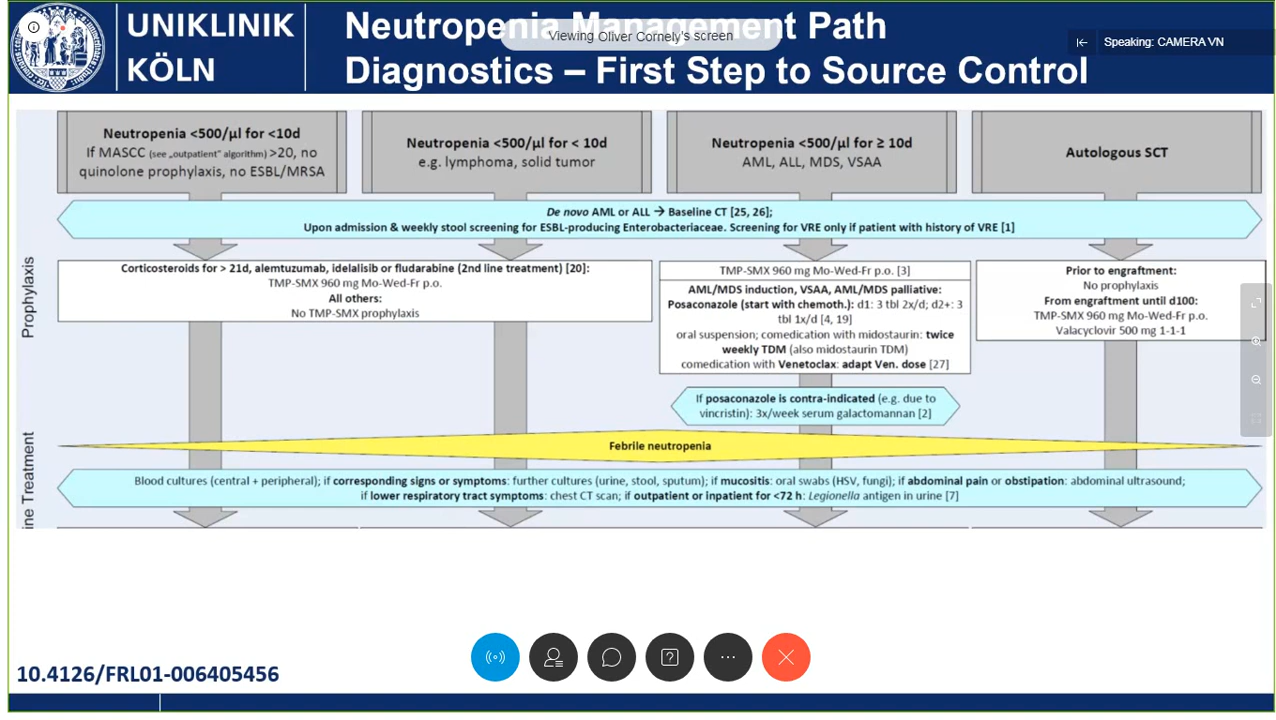 UNIKLINIK
KÖLN
Neutropenia Management Path
Diagnostics – First Step to Source Control
Viewing Oliver Cornely's screen
Speaking: CAMERA VN
Neutropenia <500/µl for <10d
If MASCC (see „outpatient" algorithm) >20, no
quinolone prophylaxis, no ESBL/MRSA
Neutropenia <500/µl for < 10d
e.g. lymphoma, solid tumor
Neutropenia <500/µl for ≥ 10d
AML, ALL, MDS, VSAA
Autologous SCT
De novo AML or ALL → Baseline CT [25, 26];
Upon admission & weekly stool screening for ESBL-producing Enterobacteriaceae. Screening for VRE only if patient with history of VRE [1]
Prophylaxis
Corticosteroids for > 21d, alemtuzumab, idelalisib or fludarabine (2nd line treatment) [20]:
TMP-SMX 960 mg Mo-Wed-Fr p.o.
All others:
No TMP-SMX prophylaxis
TMP-SMX 960 mg Mo-Wed-Fr p.o. [3]
AML/MDS induction, VSAA, AML/MDS palliative:
Posaconazole (start with chemoth.): d1: 3 tbl 2x/d; d2+: 3
tbl 1x/d [4, 19]
oral suspension; comedication with midostaurin: twice
weekly TDM (also midostaurin TDM)
comedication with Venetoclax: adapt Ven. dose [27]
Prior to engraftment:
No prophylaxis
From engraftment until d100:
TMP-SMX 960 mg Mo-Wed-Fr p.o.
Valacyclovir 500 mg 1-1-1
If posaconazole is contra-indicated (e.g. due to
vincristin): 3x/week serum galactomannan [2]
Febrile neutropenia
ine Treatment
Blood cultures (central + peripheral); if corresponding signs or symptoms: further cultures (urine, stool, sputum); if mucositis: oral swabs (HSV, fungi); if abdominal pain or obstipation: abdominal ultrasound;
if lower respiratory tract symptoms: chest CT scan; if outpatient or inpatient for <72 h: Legionella antigen in urine [7]
10.4126/FRL01-006405456